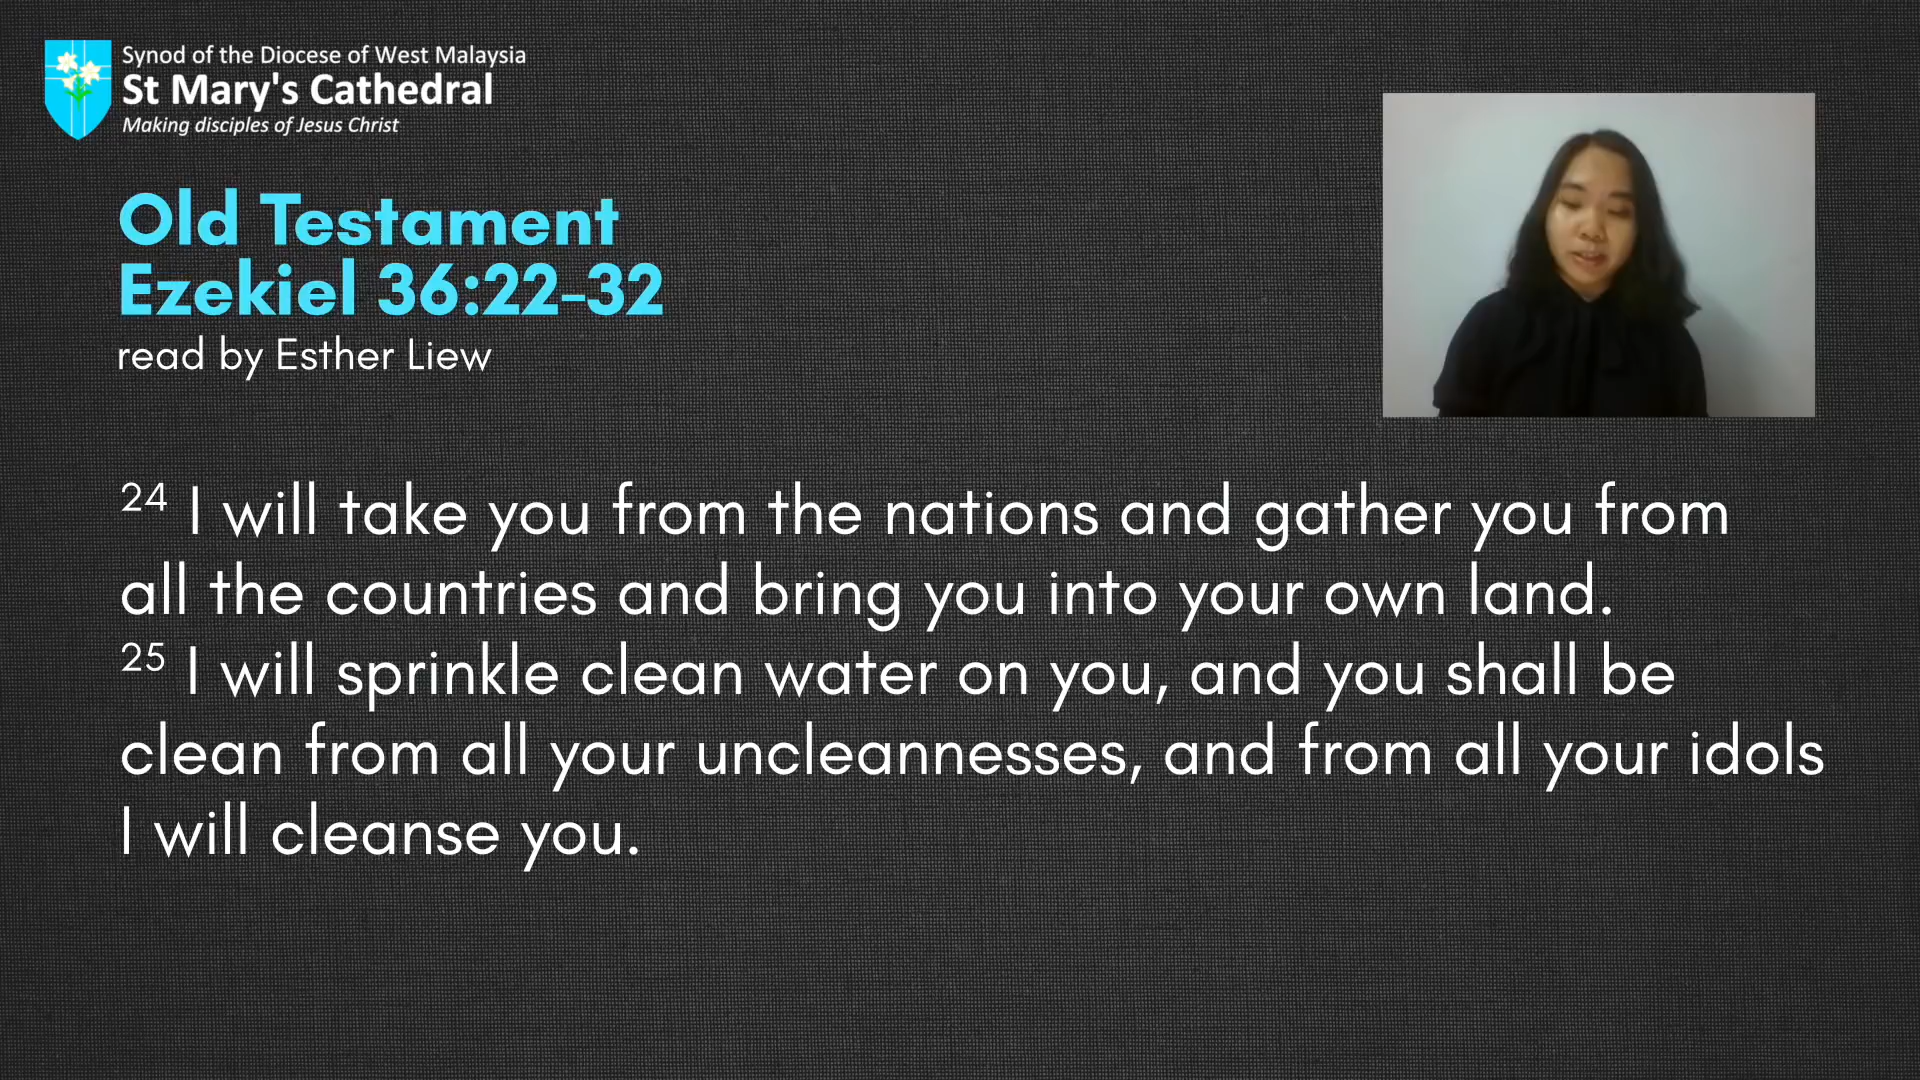 Synod of the Diocese of West Malaysia
St Mary's Cathedral
Making disciples of Jesus Christ
Old Testament
Ezekiel 36:22-32
read by Esther Liew
24 I will take you from the nations and gather you from
all the countries and bring you into your own land.
25 I will sprinkle clean water on you, and you shall be
clean from all your uncleannesses, and from all your idols
I will cleanse you.